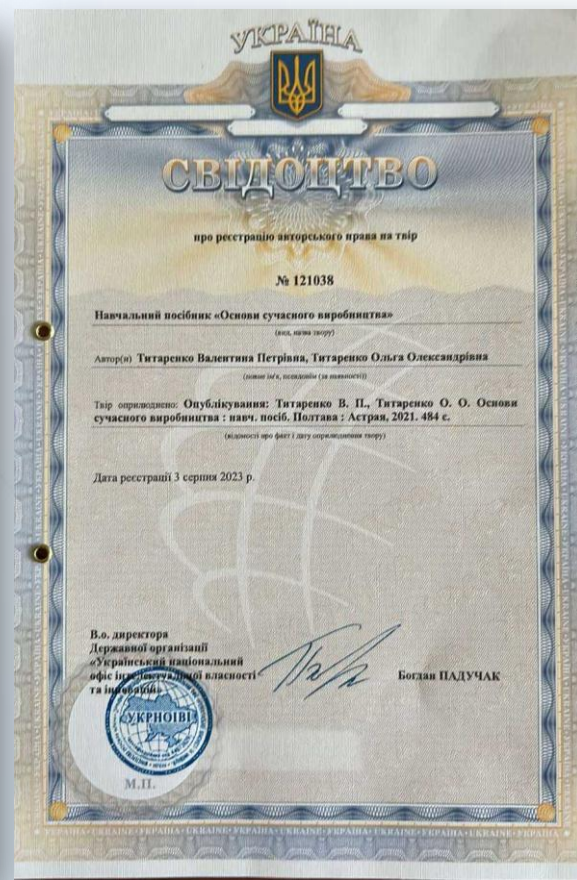 УКРАЇНА
СВІДОЦТВО
про реєстрацію авторського права на твір
№ 121038
Навчальний посібник «Основи сучасного виробництва»
(вид, назва твору)
Автор(и) Титаренко Валентина Петрівна, Титаренко Ольга Олександрівна
(повне ім'я, псевдонім (за наявності))
Твір оприлюднено: Опублікування: Титаренко В. П., Титаренко О. О. Основи
сучасного виробництва : навч. посіб. Полтава : Астрая, 2021. 484 с.
(відомості про факт і дату оприлюднення твору)
Дата реєстрації 3 серпня 2023 р.
В.о. директора
Державної організації
«Український національний
офіс інтелектуальної власності
та інновацій»
Богдан ПАДУЧАК
УКРНОІВІ
М.П.